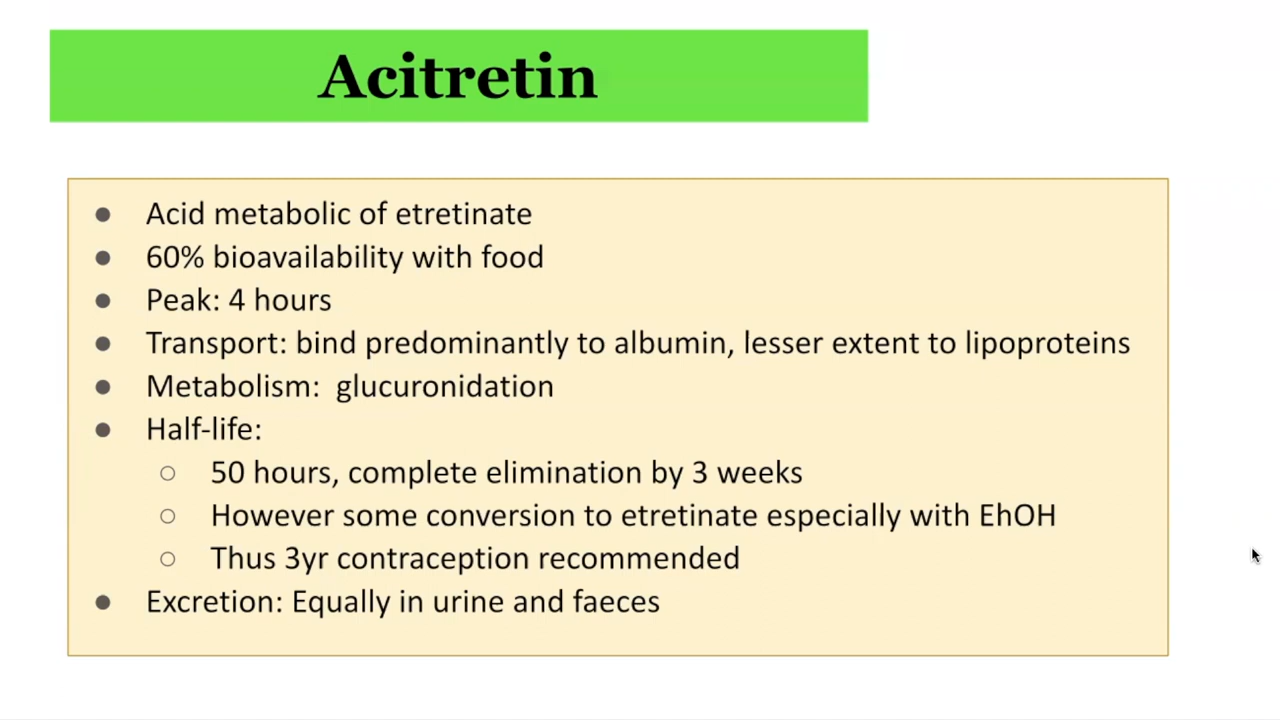 Acitretin
● Acid metabolic of etretinate
● 60% bioavailability with food
● Peak: 4 hours
● Transport: bind predominantly to albumin, lesser extent to lipoproteins
● Metabolism:  glucuronidation
● Half-life:
○ 50 hours, complete elimination by 3 weeks
○ However some conversion to etretinate especially with EhOH
○ Thus 3yr contraception recommended
● Excretion: Equally in urine and faeces